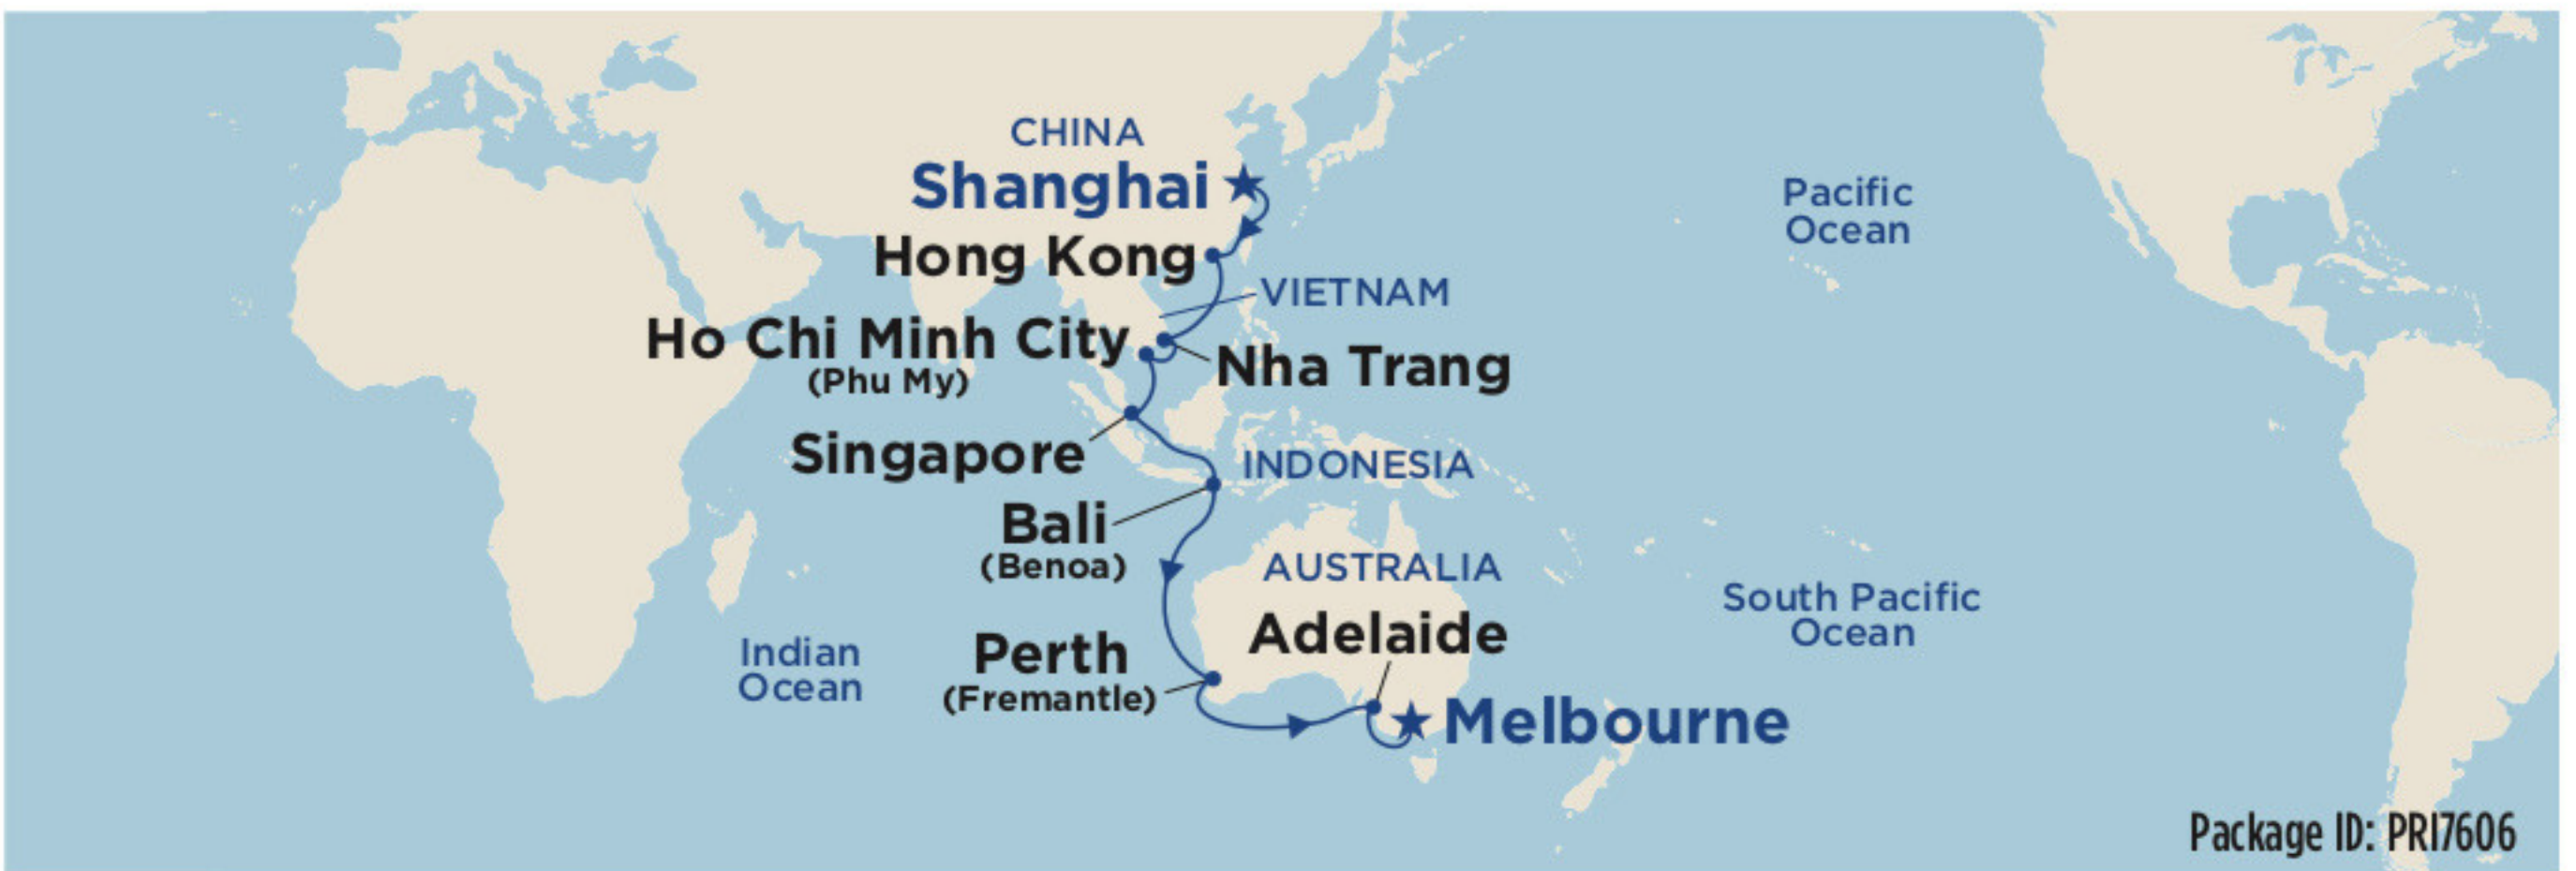 CHINA
Shanghai
Hong Kong
VIETNAM
Ho Chi Minh City
(Phu My)
Nha Trang
Singapore
INDONESIA
Bali
(Benoa)
AUSTRALIA
Adelaide
Perth
(Fremantle)
Melbourne
Indian
Ocean
Pacific
Ocean
South Pacific
Ocean
Package ID: PRI7606